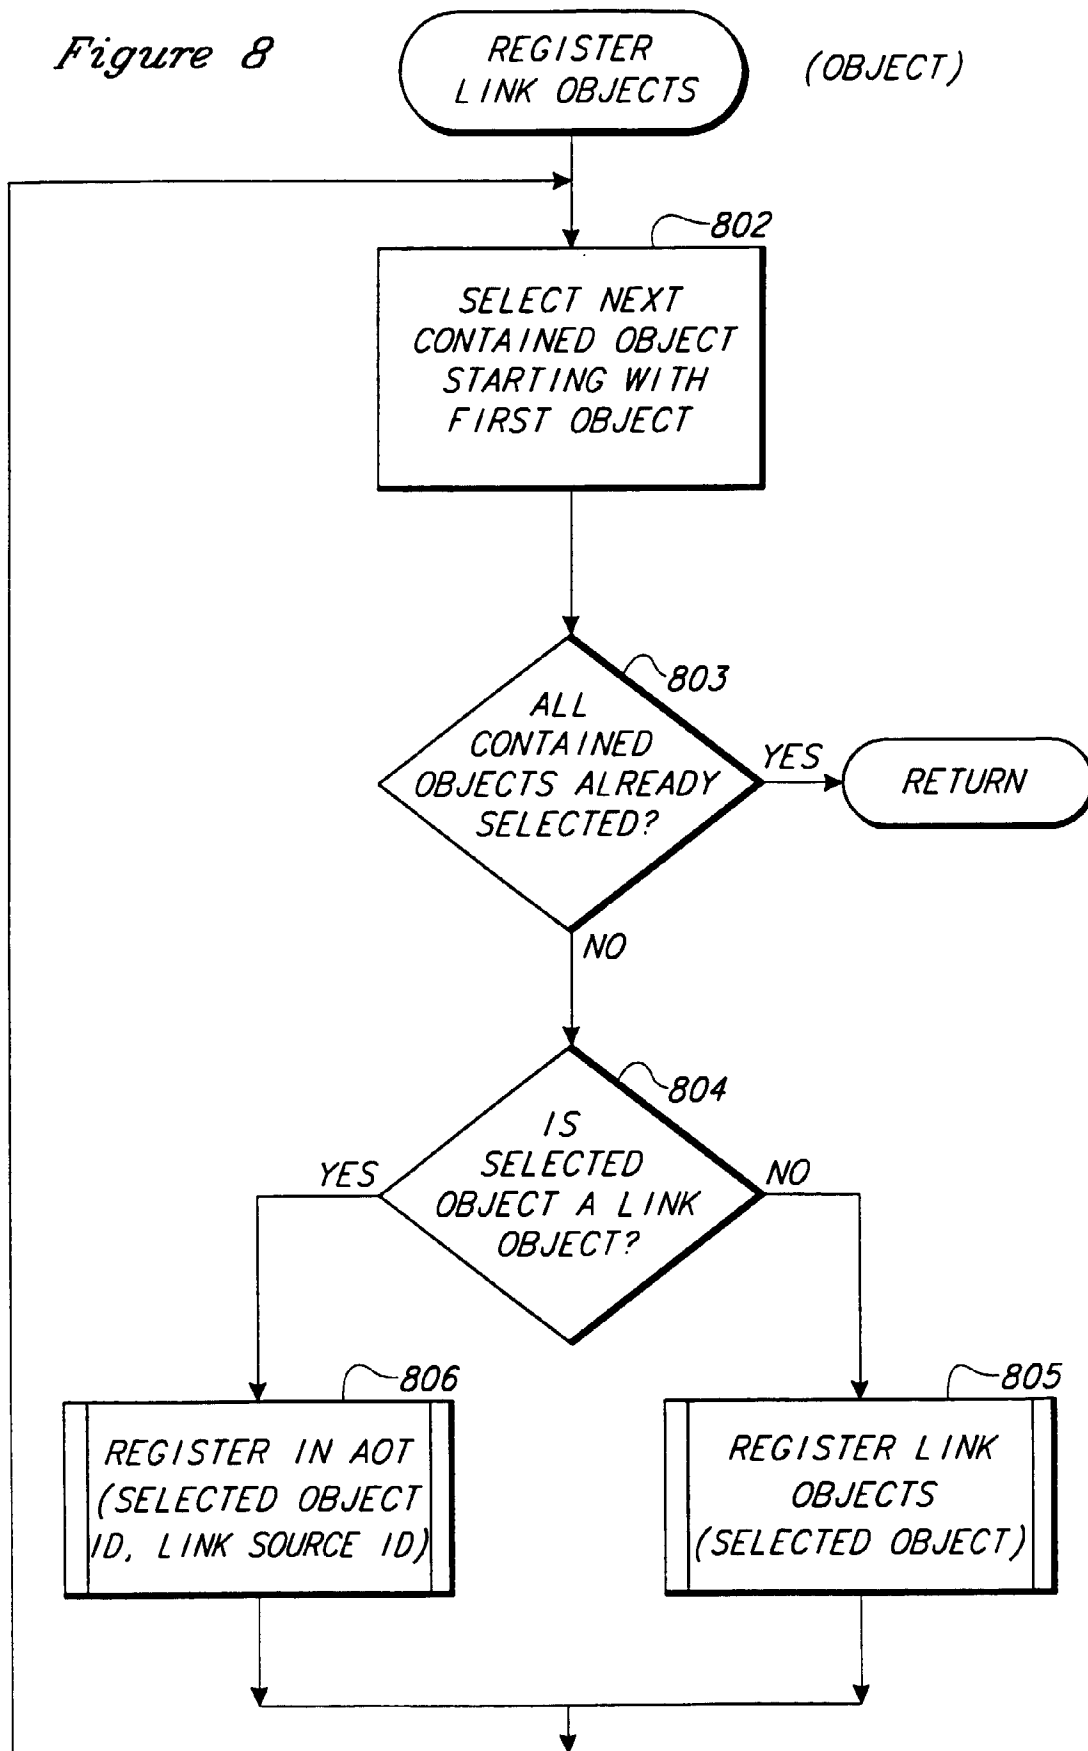 Figure 8
REGISTER
LINK OBJECTS
(OBJECT)
802
SELECT NEXT
CONTAINED OBJECT
STARTING WITH
FIRST OBJECT
803
ALL
CONTAINED
OBJECTS ALREADY
SELECTED?
YES
RETURN
NO
804
IS
SELECTED
OBJECT A LINK
OBJECT?
YES
NO
806
REGISTER IN AOT
(SELECTED OBJECT
ID, LINK SOURCE ID)
805
REGISTER LINK
OBJECTS
(SELECTED OBJECT)